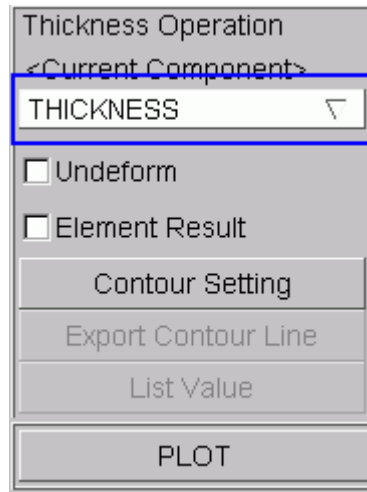 Thickness Operation
<Current Component>
THICKNESS
Undeform
Element Result
Contour Setting
Export Contour Line
List Value
PLOT